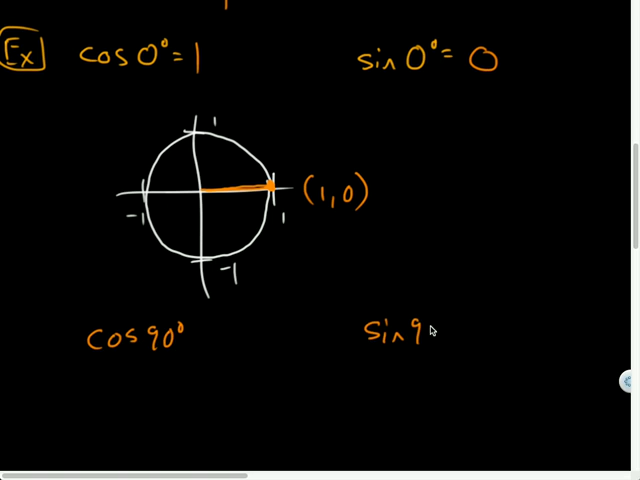 Ex cos 0° = 1 sin 0° = 0
1
(1,0)
-1 1
-1
cos 90° sin 9